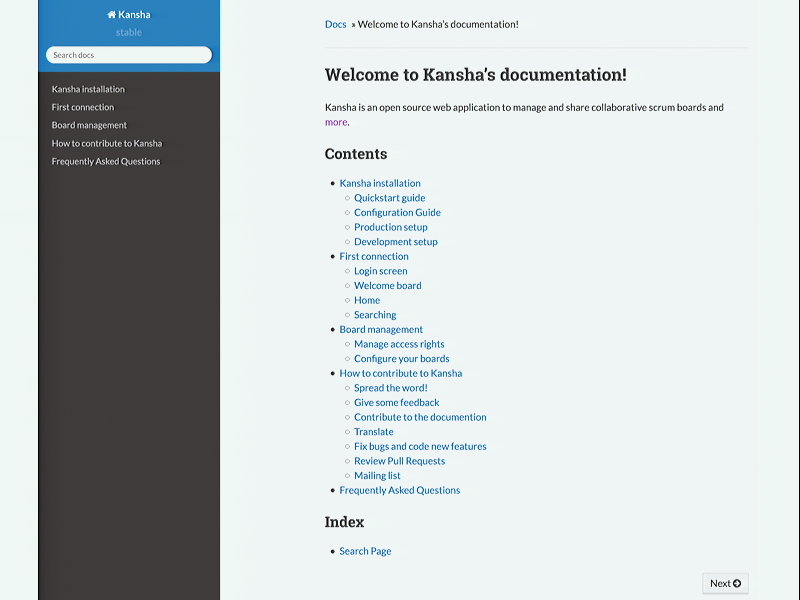 Kansha
stable
Search docs
Kansha installation
First connection
Board management
How to contribute to Kansha
Frequently Asked Questions
Docs » Welcome to Kansha's documentation!
Welcome to Kansha's documentation!
Kansha is an open source web application to manage and share collaborative scrum boards and
more.
Contents
Kansha installation
Quickstart guide
Configuration Guide
Production setup
Development setup
First connection
Login screen
Welcome board
Home
Searching
Board management
Manage access rights
Configure your boards
How to contribute to Kansha
Spread the word!
Give some feedback
Contribute to the documention
Translate
Fix bugs and code new features
Review Pull Requests
Mailing list
Frequently Asked Questions
Index
Search Page
Next